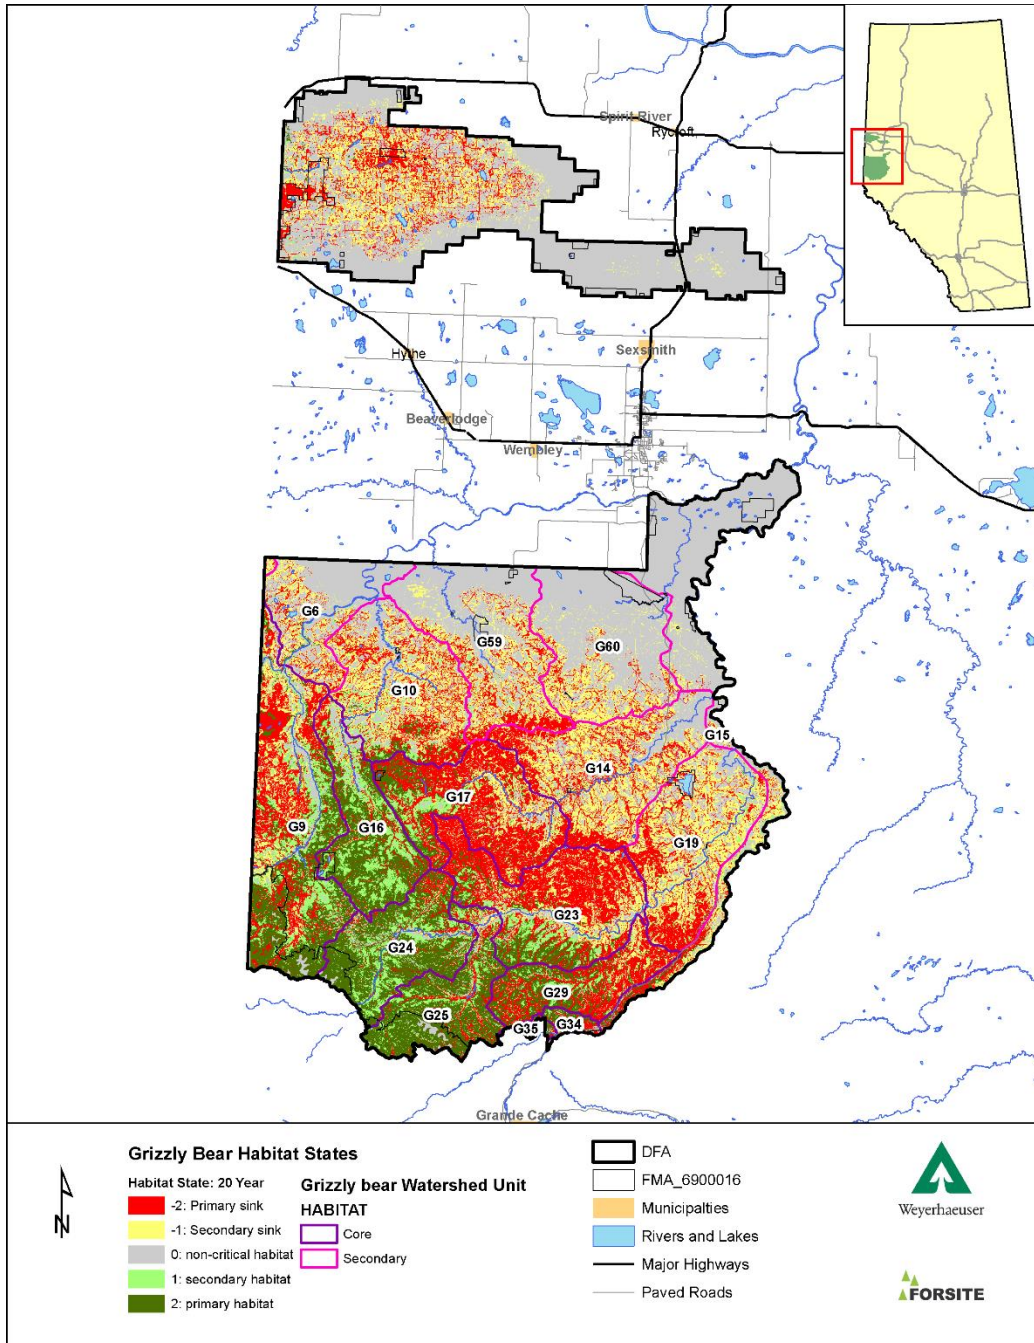 Spirit River
Rycroft
Sexsmith
Hythe
Beaverlodge
Wembley
G6
G59
G60
G10
G15
G14
G17
G9
G16
G19
G23
G24
G29
G25
G35
G34
Grande Cache
N
Grizzly Bear Habitat States
Habitat State: 20 Year
-2: Primary sink
-1: Secondary sink
0: non-critical habitat
1: secondary habitat
2: primary habitat
Grizzly bear Watershed Unit
HABITAT
Core
Secondary
DFA
FMA_6900016
Municipalties
Rivers and Lakes
Major Highways
Paved Roads
Weyerhaeuser
FORSITE